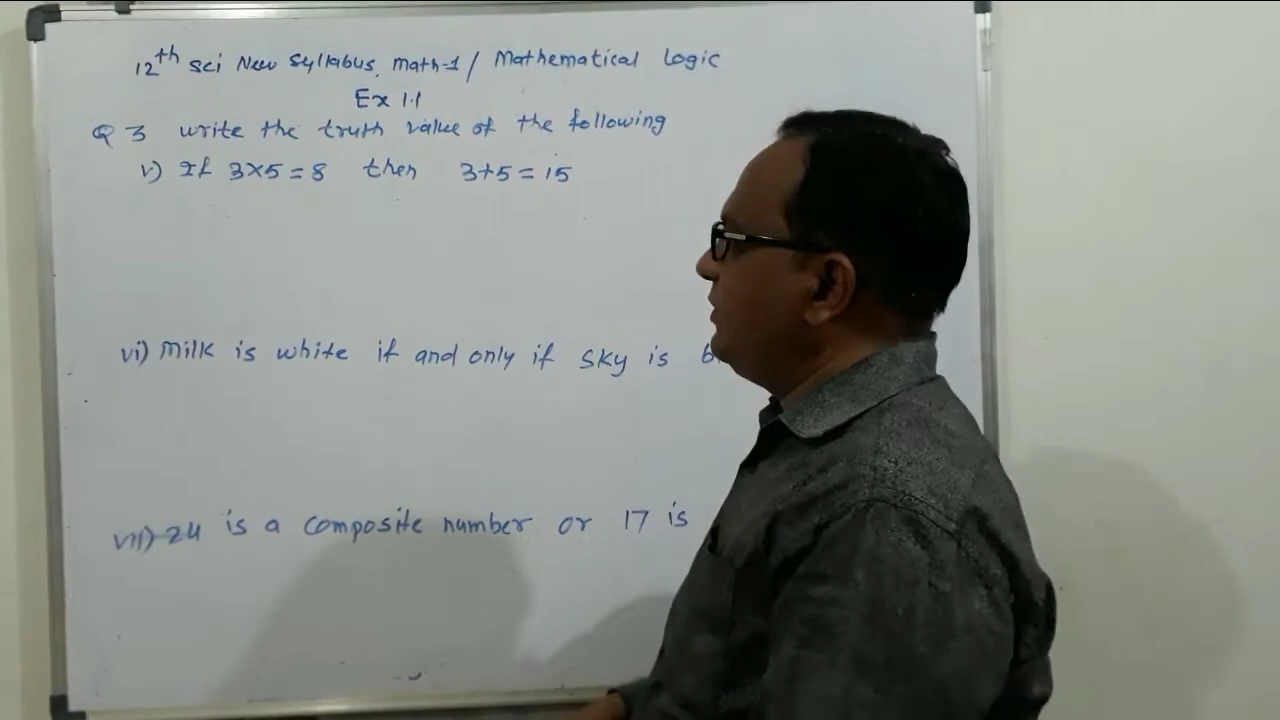 12th sci New Syllabus, math-1 / Mathematical Logic
Ex 1.1
Q 3 write the truth value of the following
v) If 3×5=8 then 3+5=15
vi) Milk is white if and only if sky is
vii) 24 is a composite number or 17 is